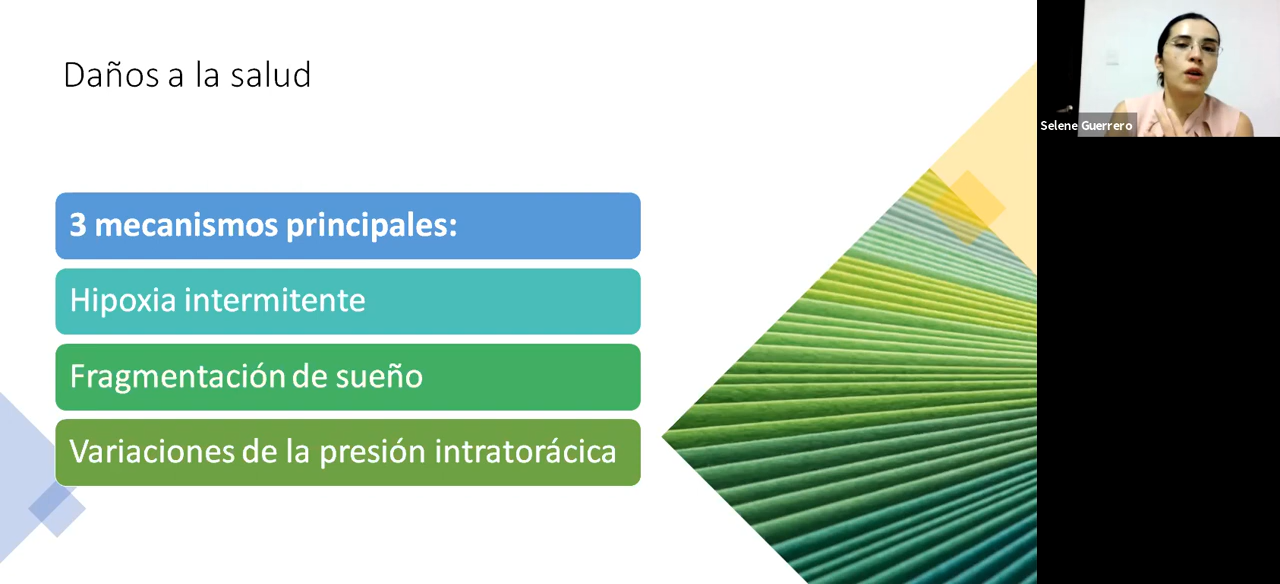 Daños a la salud
3 mecanismos principales:
Hipoxia intermitente
Fragmentación de sueño
Variaciones de la presión intratorácica
Selene Guerrero